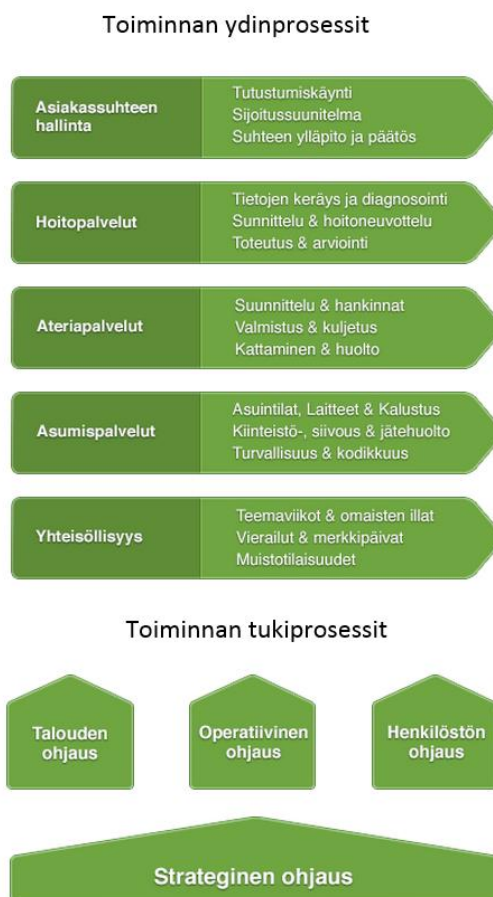 Toiminnan ydinprosessit
Asiakassuhteen
hallinta
Tutustumiskäynti
Sijoitussuunitelma
Suhteen ylläpito ja päätös
Hoitopalvelut
Tietojen keräys ja diagnosointi
Sunnittelu & hoitoneuvottelu
Toteutus & arviointi
Ateriapalvelut
Suunnittelu & hankinnat
Valmistus & kuljetus
Kattaminen & huolto
Asumispalvelut
Asuintilat, Laitteet & Kalustus
Kiinteistö-, siivous & jätehuolto
Turvallisuus & kodikkuus
Yhteisöllisyys
Teemaviikot & omaisten illat
Vierailut & merkkipäivat
Muistotilaisuudet
Toiminnan tukiprosessit
Talouden
ohjaus
Operatiivinen
ohjaus
Henkilöstön
ohjaus
Strateginen ohjaus